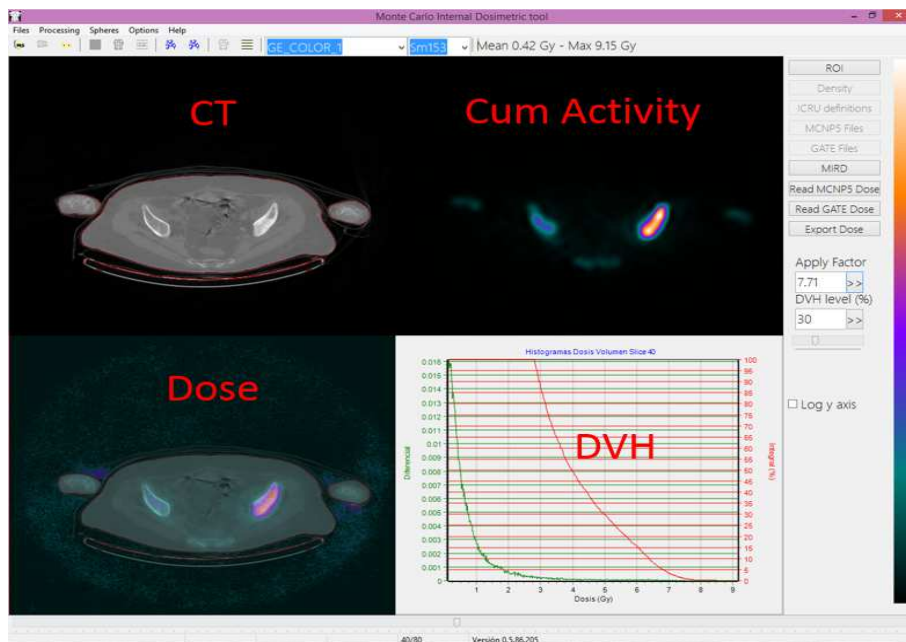 Monte Carlo Internal Dosimetric tool
Files Processing Spheres Options Help
GE_COLOR_1 Sm153 Mean 0.42 Gy - Max 9.15 Gy
CT
Cum Activity
ROI
Density
ICRU definitions
MCNP5 Files
GATE Files
MIRD
Read MCNP5 Dose
Read GATE Dose
Export Dose
Apply Factor
7.71 >>
DVH level (%)
30 >>
Log y axis
Dose
Histogramas Dosis Volumen Slice 40
DVH
Diferencial
0.016
0.015
0.014
0.013
0.012
0.011
0.01
0.009
0.008
0.007
0.006
0.005
0.004
0.003
0.002
0.001
0
Integral (%)
100
95
90
85
80
75
70
65
60
55
50
45
40
35
30
25
20
15
10
5
0
1 2 3 4 5 6 7 8 9
Dosis (Gy)
40/80 Versión 0.5.86.205